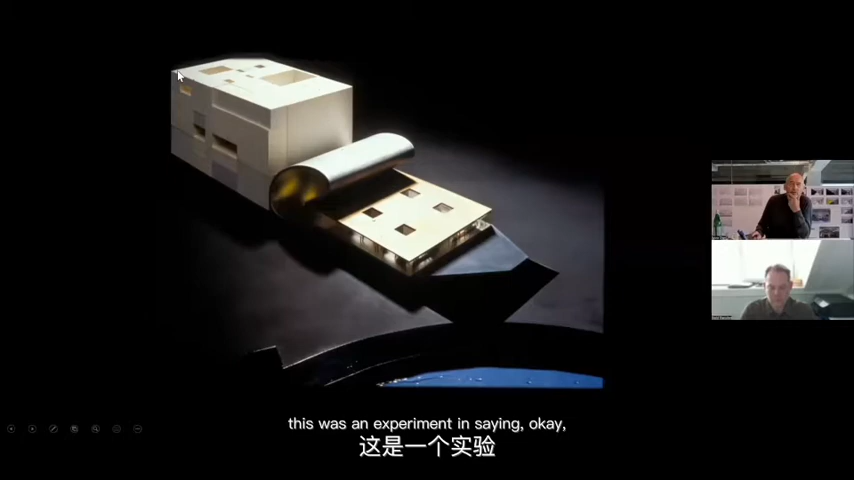 this was an experiment in saying, okay,
这是一个实验